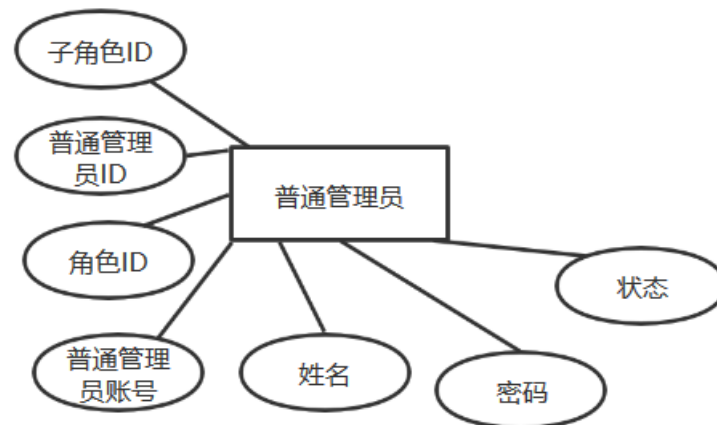 子角色ID
普通管理
员ID
普通管理员
角色ID
状态
普通管理
员账号
姓名
密码